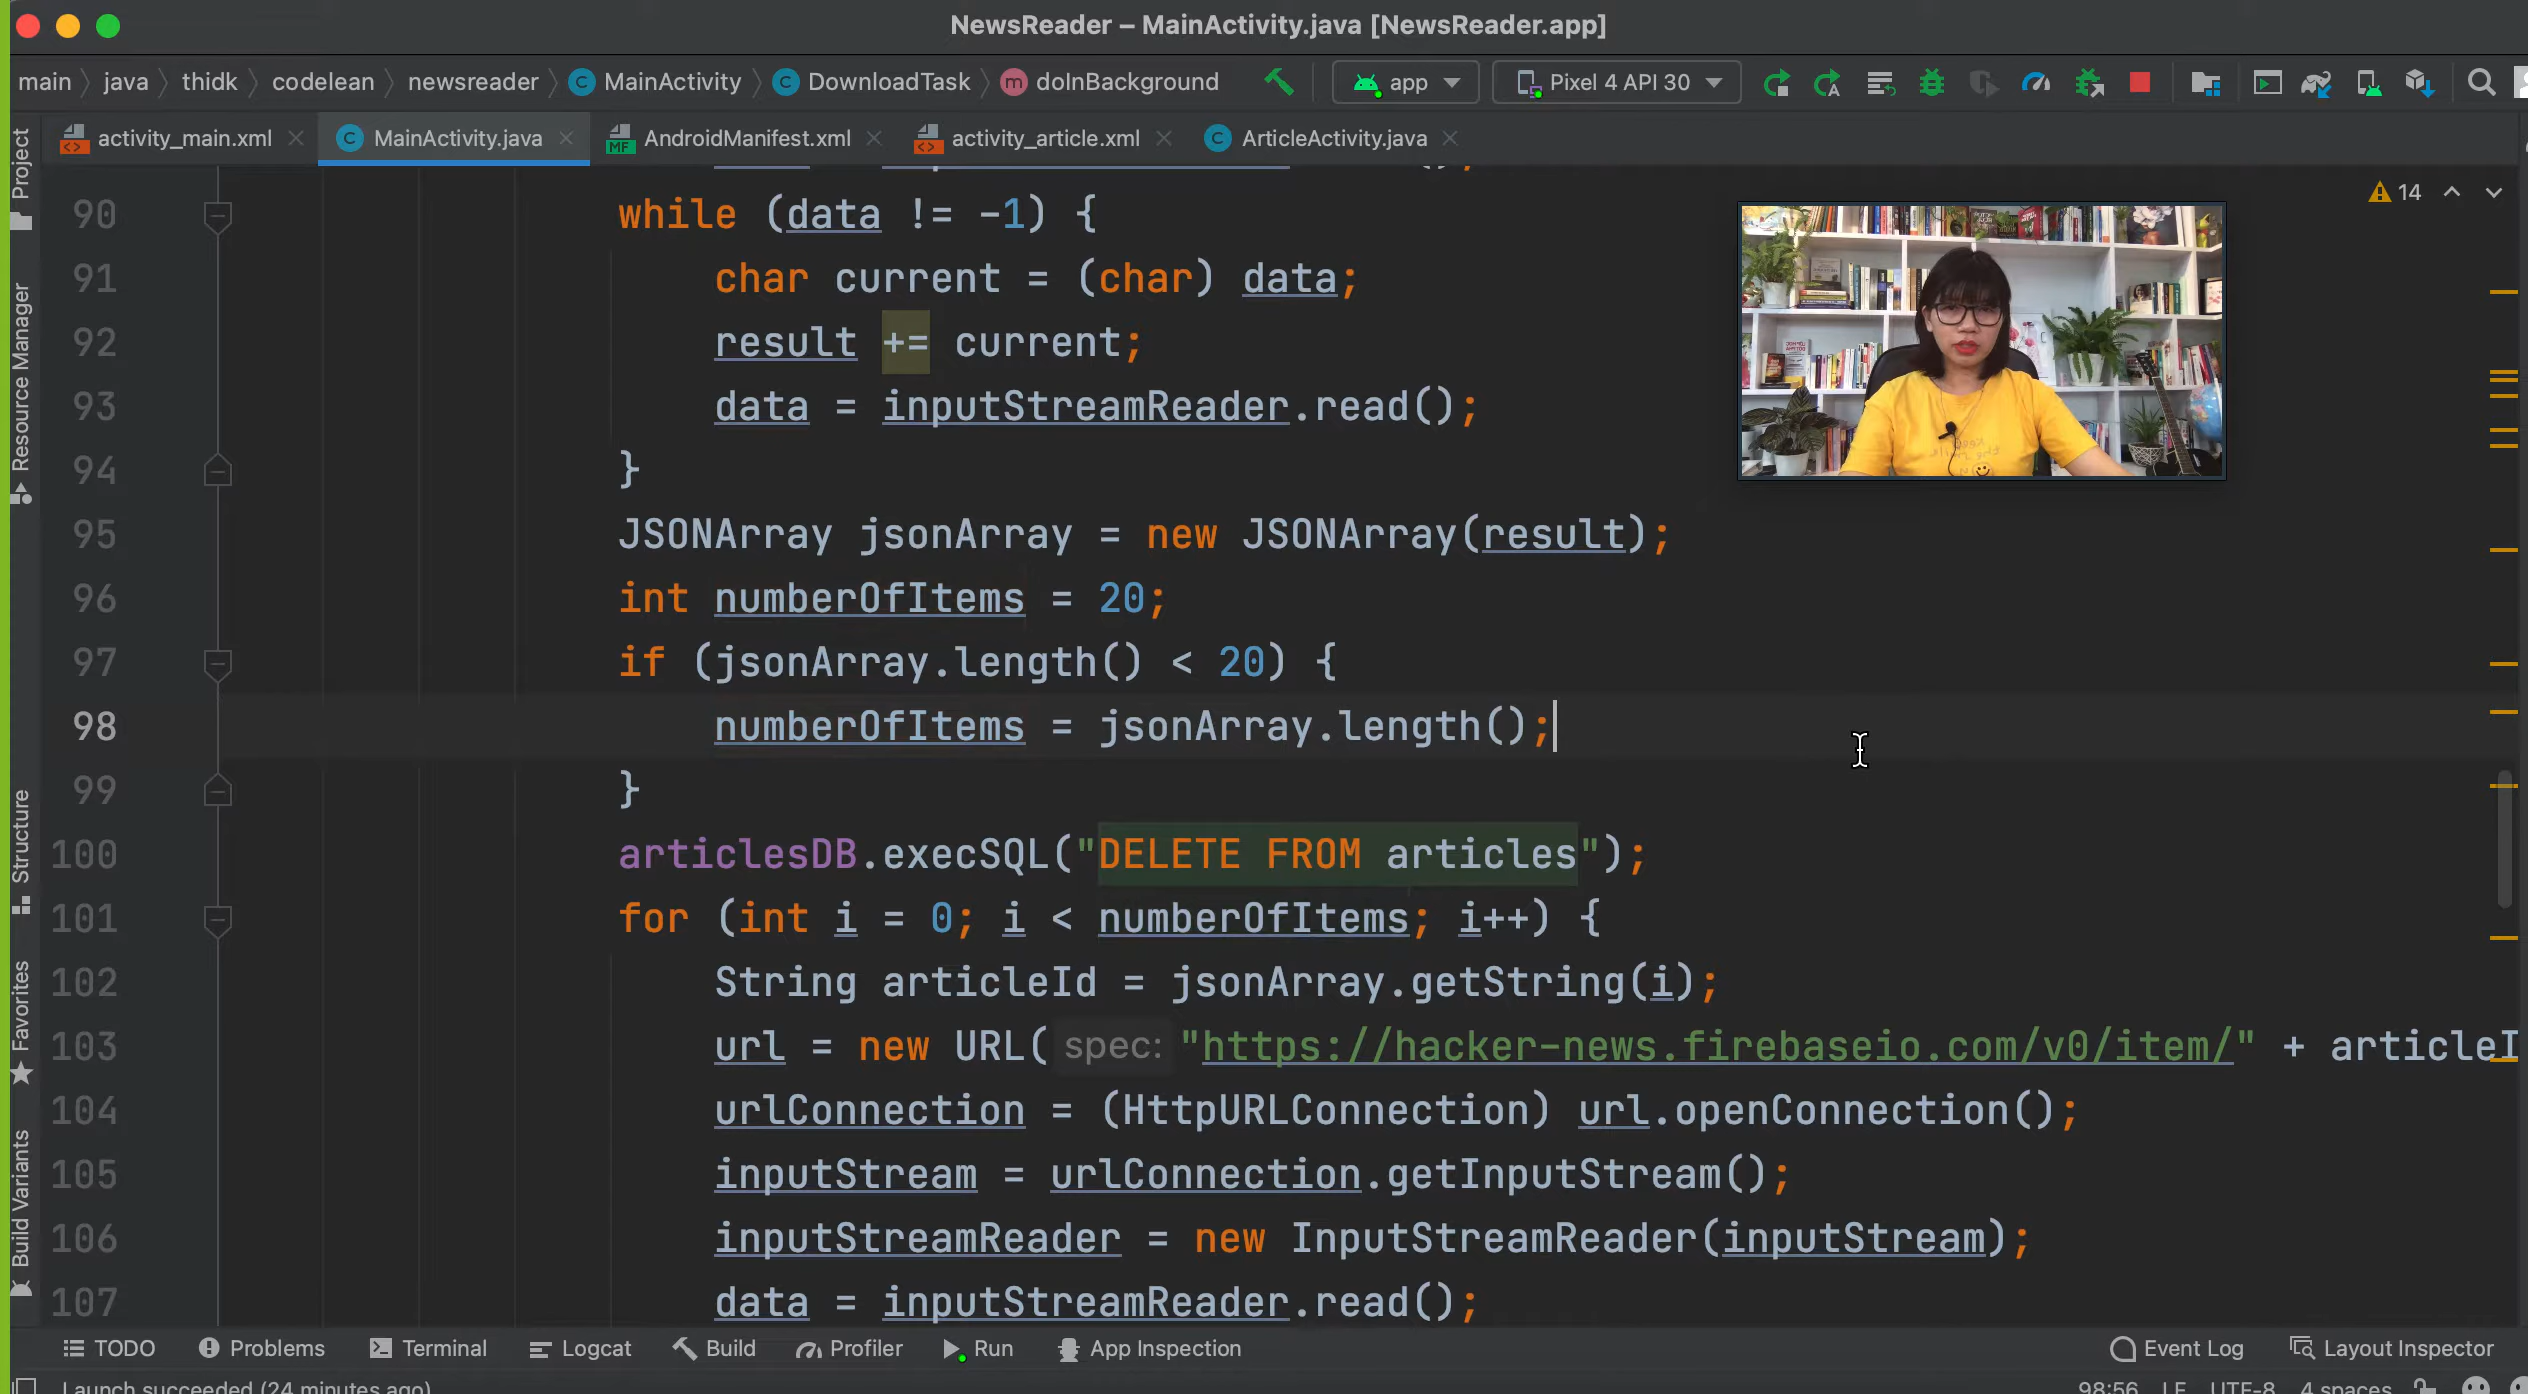 NewsReader – MainActivity.java [NewsReader.app]
main java thidk codelean newsreader MainActivity DownloadTask doInBackground app Pixel 4 API 30
activity_main.xml MainActivity.java AndroidManifest.xml activity_article.xml ArticleActivity.java
Project
Resource Manager
Structure
Favorites
Build Variants
14
90 while (data != -1) {
91 char current = (char) data;
92 result += current;
93 data = inputStreamReader.read();
94 }
95 JSONArray jsonArray = new JSONArray(result);
96 int numberOfItems = 20;
97 if (jsonArray.length() < 20) {
98 numberOfItems = jsonArray.length();
99 }
100 articlesDB.execSQL("DELETE FROM articles");
101 for (int i = 0; i < numberOfItems; i++) {
102 String articleId = jsonArray.getString(i);
103 url = new URL( spec: "https://hacker-news.firebaseio.com/v0/item/" + articleI
104 urlConnection = (HttpURLConnection) url.openConnection();
105 inputStream = urlConnection.getInputStream();
106 inputStreamReader = new InputStreamReader(inputStream);
107 data = inputStreamReader.read();
TODO Problems Terminal Logcat Build Profiler Run App Inspection Event Log Layout Inspector
Launch succeeded (24 minutes ago) 98:56 LF UTF-8 4 spaces